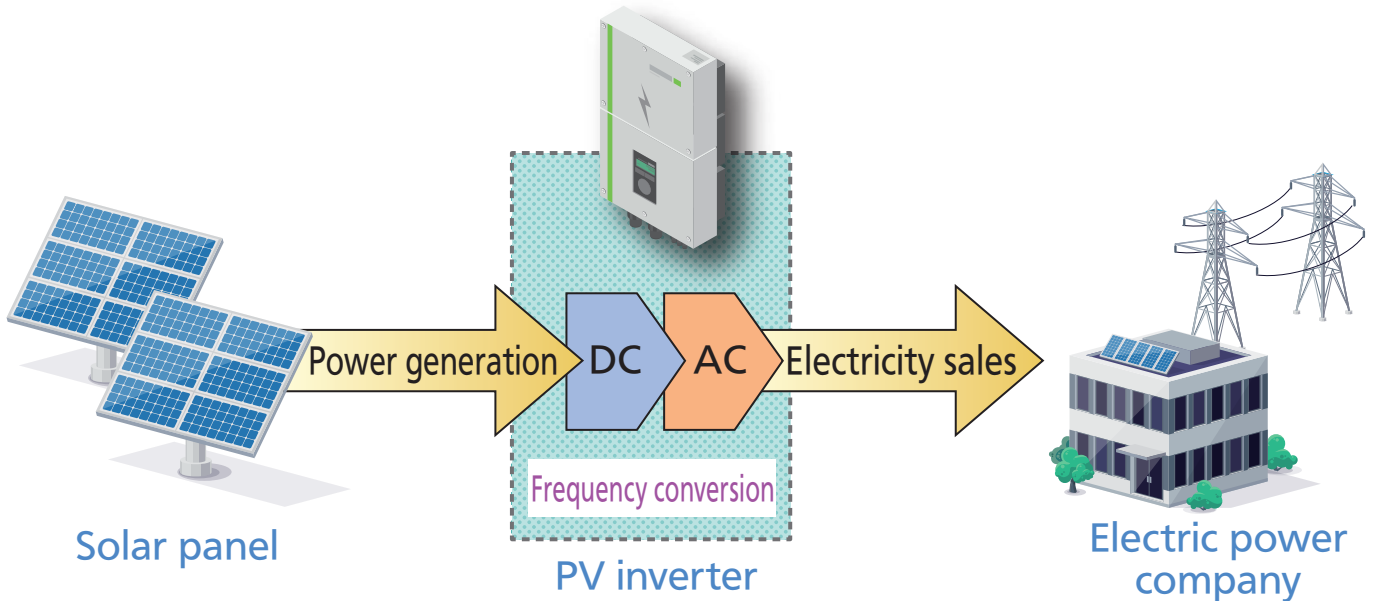 Power generation
DC
AC
Electricity sales
Frequency conversion
Solar panel
PV inverter
Electric power
company